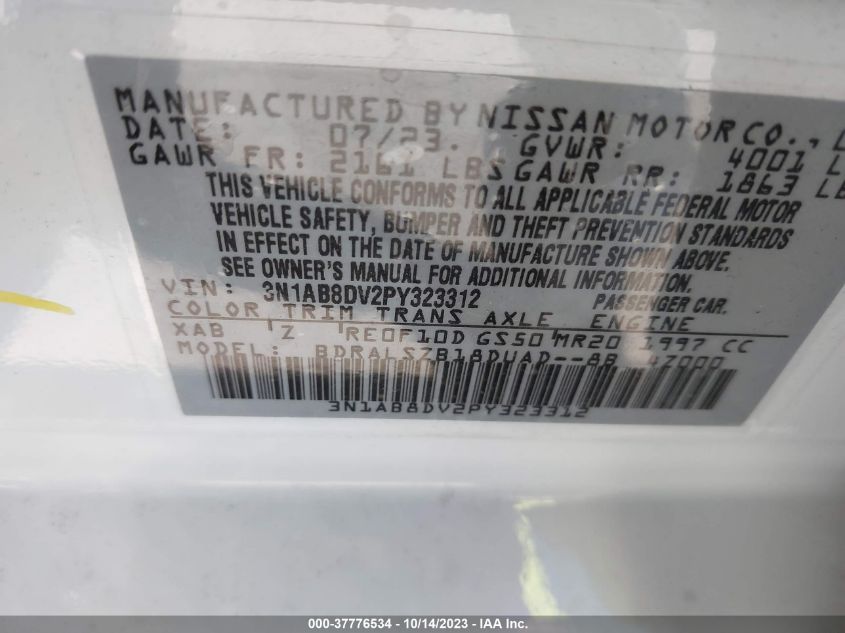 MANUFACTURED BY NISSAN MOTOR CO.,
DATE: 07/23. GVWR: 4001
GAWR FR: 2161 LBS GAWR RR: 1863
THIS VEHICLE CONFORMS TO ALL APPLICABLE FEDERAL MOTOR
VEHICLE SAFETY, BUMPER AND THEFT PREVENTION STANDARDS
IN EFFECT ON THE DATE OF MANUFACTURE SHOWN ABOVE.
SEE OWNER'S MANUAL FOR ADDITIONAL INFORMATION.
VIN: 3N1AB8DV2PY323312 PASSENGER CAR.
COLOR TRIM TRANS AXLE ENGINE
XAB Z RE0F10D GS50 MR20 1997 CC
MODEL: BDRALSZB18DUAD--8B 47000
3N1AB8DV2PY323312
000-37776534 - 10/14/2023 - IAA Inc.